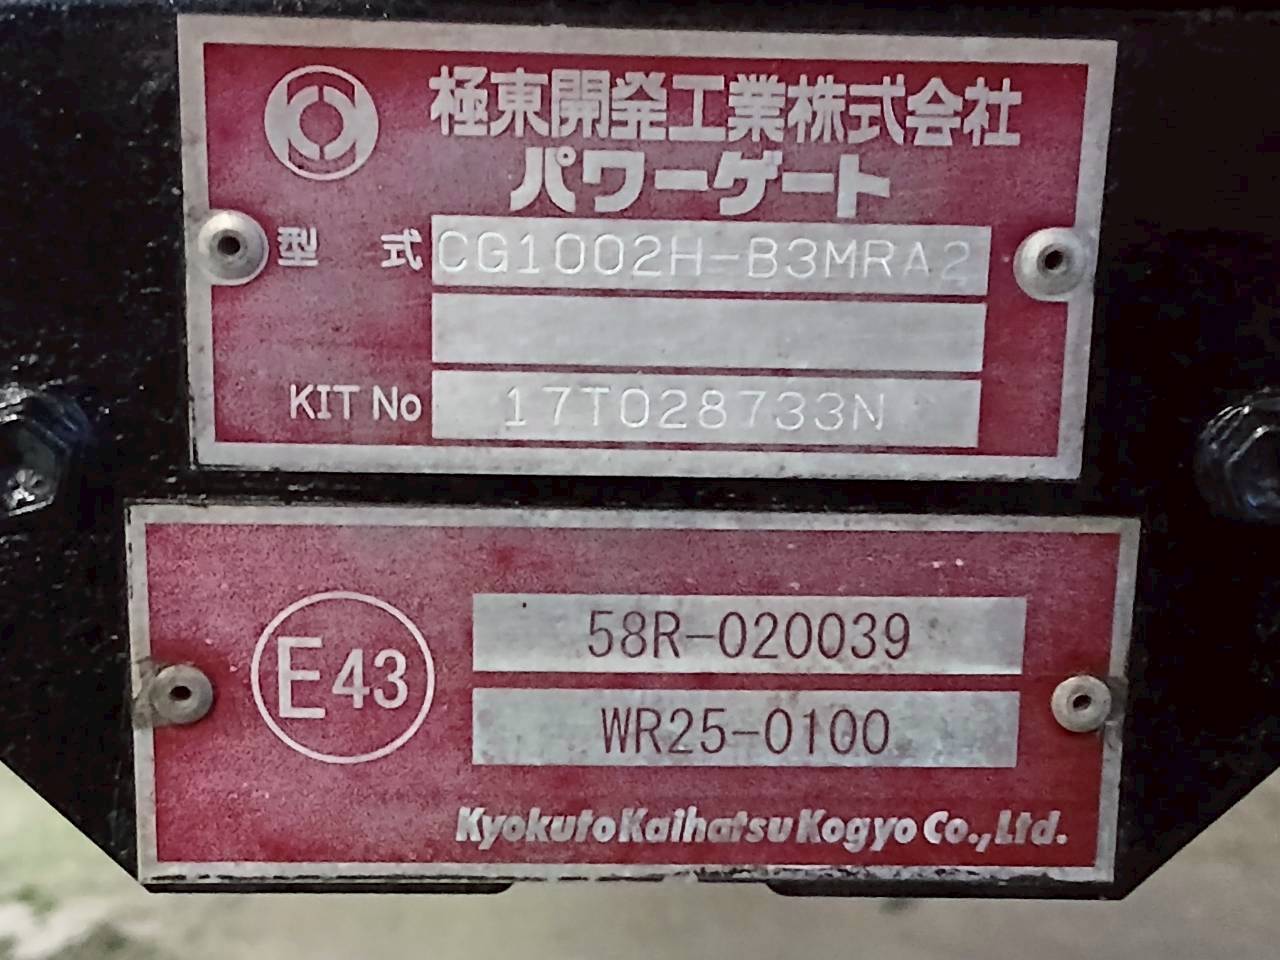 極東開発工業株式会社
パワーゲート
型 式 CG1002H-B3MRA2
KIT No 17T028733N
E43
58R-020039
WR25-0100
Kyokuto Kaihatsu Kogyo Co., Ltd.